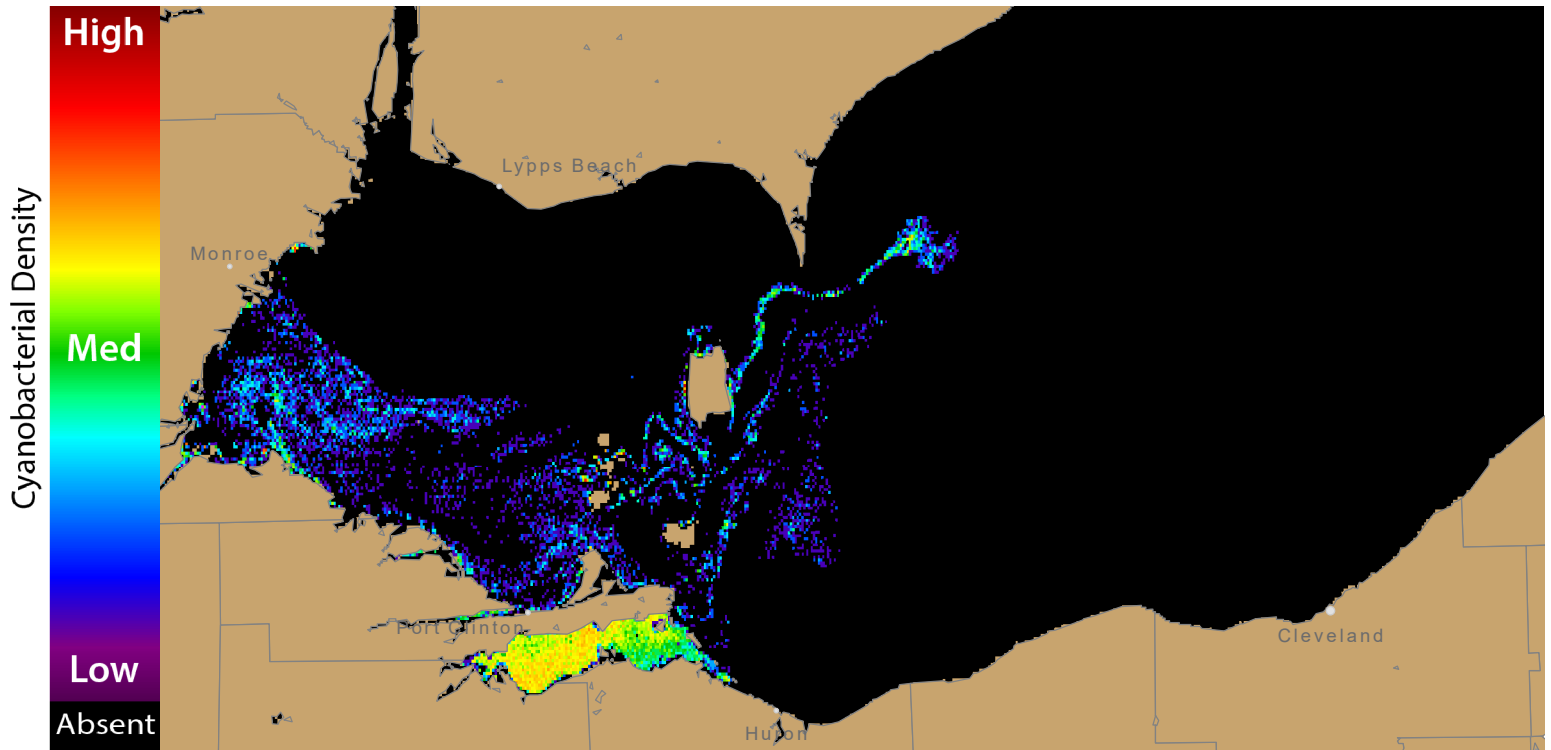 High
Cyanobacterial Density
Med
Low
Absent
Lypps Beach
Monroe
Port Clinton
Cleveland
Huron